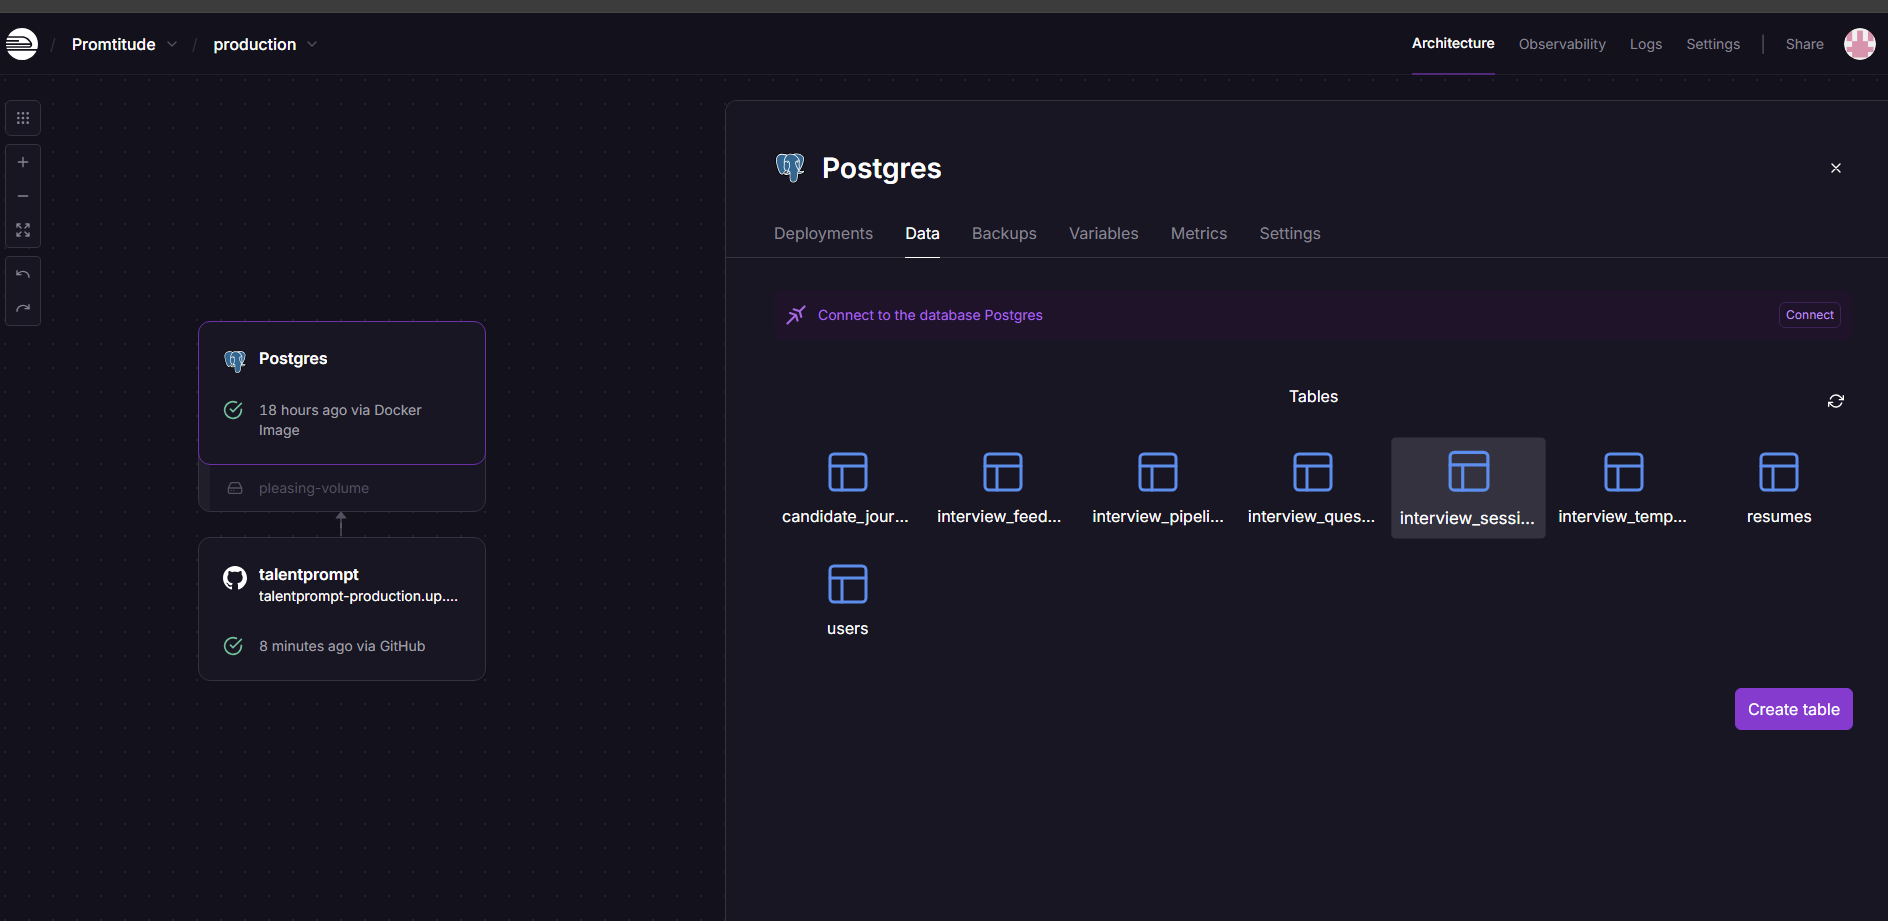 / Promtitude / production
Architecture Observability Logs Settings Share
Postgres
Deployments Data Backups Variables Metrics Settings
Connect to the database Postgres Connect
Tables
candidate_jour... interview_feed... interview_pipeli... interview_ques... interview_sessi... interview_temp... resumes
users
Create table
Postgres
18 hours ago via Docker
Image
pleasing-volume
talentprompt
talentprompt-production.up....
8 minutes ago via GitHub